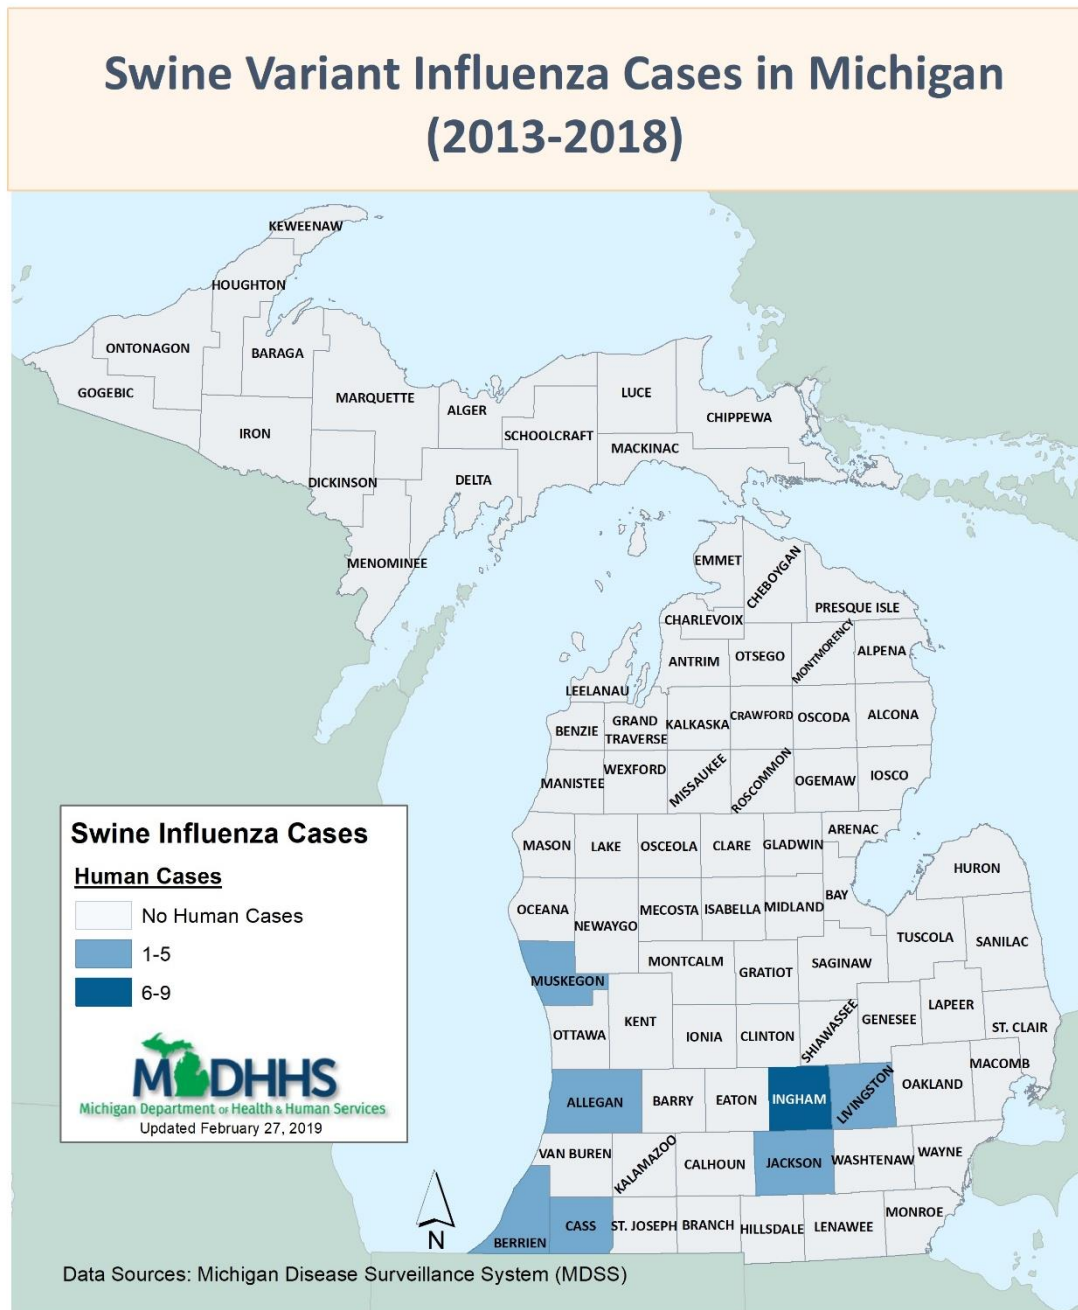 Swine Variant Influenza Cases in Michigan
(2013-2018)
KEWEENAW
HOUGHTON
ONTONAGON
BARAGA
GOGEBIC
MARQUETTE
IRON
ALGER
LUCE
CHIPPEWA
SCHOOLCRAFT
MACKINAC
DICKINSON
DELTA
MENOMINEE
EMMET
CHEBOYGAN
PRESQUE ISLE
CHARLEVOIX
ANTRIM
OTSEGO
MONTMORENCY
ALPENA
LEELANAU
BENZIE
GRAND
TRAVERSE
KALKASKA
CRAWFORD
OSCODA
ALCONA
MANISTEE
WEXFORD
MISSAUKEE
ROSCOMMON
OGEMAW
IOSCO
MASON
LAKE
OSCEOLA
CLARE
GLADWIN
ARENAC
HURON
OCEANA
NEWAYGO
MECOSTA
ISABELLA
MIDLAND
BAY
TUSCOLA
SANILAC
MUSKEGON
MONTCALM
GRATIOT
SAGINAW
OTTAWA
KENT
IONIA
CLINTON
SHIAWASSEE
GENESEE
LAPEER
ST. CLAIR
MACOMB
ALLEGAN
BARRY
EATON
INGHAM
LIVINGSTON
OAKLAND
VAN BUREN
KALAMAZOO
CALHOUN
JACKSON
WASHTENAW
WAYNE
BERRIEN
CASS
ST. JOSEPH
BRANCH
HILLSDALE
LENAWEE
MONROE
Swine Influenza Cases
Human Cases
No Human Cases
1-5
6-9
MDHHS
Michigan Department of Health & Human Services
Updated February 27, 2019
N
Data Sources: Michigan Disease Surveillance System (MDSS)